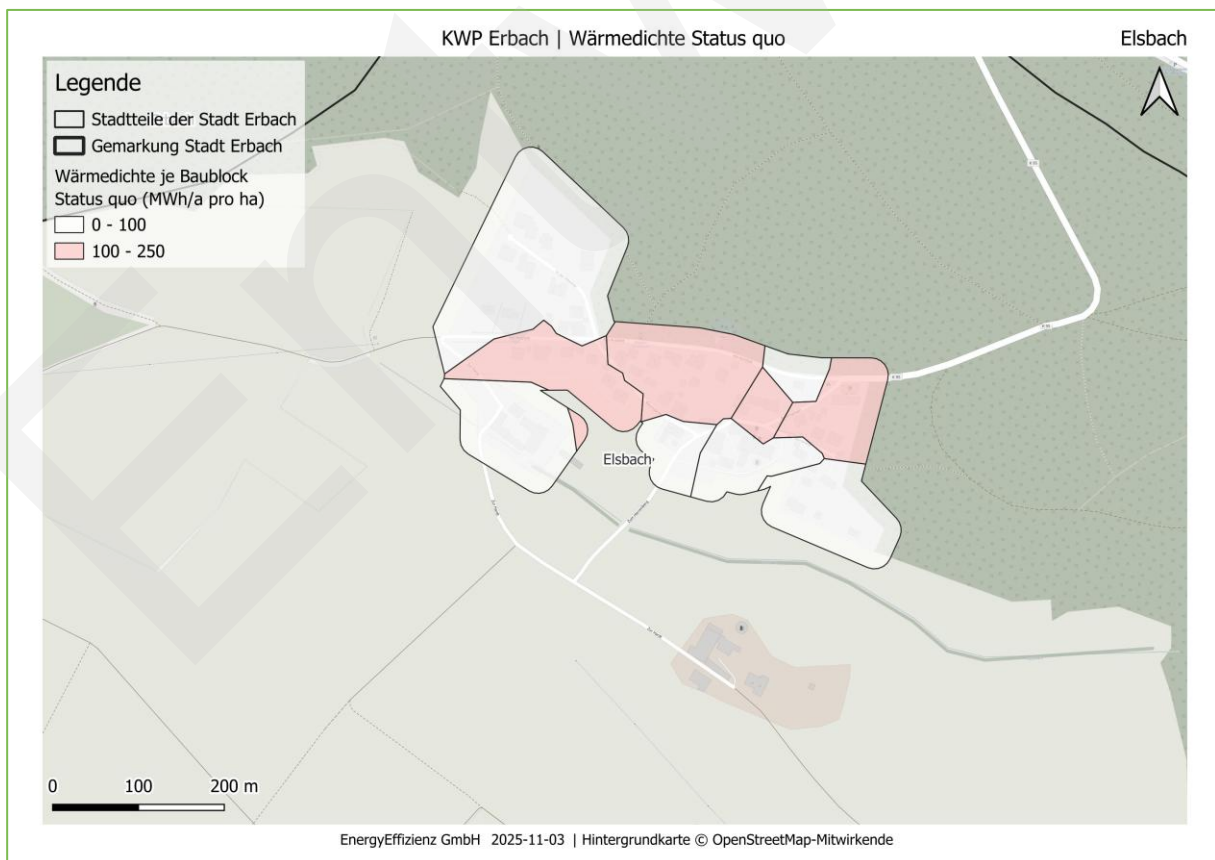 KWP Erbach | Wärmedichte Status quo
Elsbach
Legende
Stadtteile der Stadt Erbach
Gemarkung Stadt Erbach
Wärmedichte je Baublock
Status quo (MWh/a pro ha)
0 - 100
100 - 250
Elsbach
0 100 200 m
EnergyEffizienz GmbH 2025-11-03 | Hintergrundkarte © OpenStreetMap-Mitwirkende